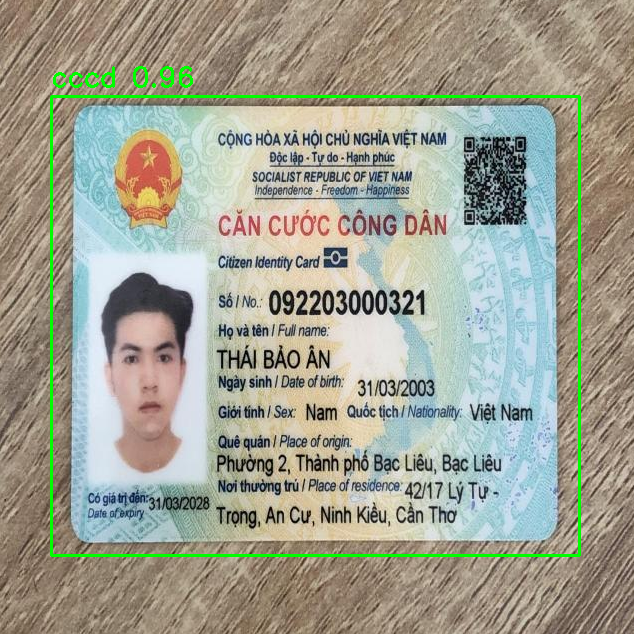 cccd 0.96
CỘNG HÒA XÃ HỘI CHỦ NGHĨA VIỆT NAM
Độc lập - Tự do - Hạnh phúc
SOCIALIST REPUBLIC OF VIET NAM
Independence - Freedom - Happiness
CĂN CƯỚC CÔNG DÂN
Citizen Identity Card
Số / No.: 092203000321
Họ và tên / Full name:
THÁI BẢO ÂN
Ngày sinh / Date of birth: 31/03/2003
Giới tính / Sex: Nam Quốc tịch / Nationality: Việt Nam
Quê quán / Place of origin:
Phường 2, Thành phố Bạc Liêu, Bạc Liêu
Nơi thường trú / Place of residence: 42/17 Lý Tự -
Trọng, An Cư, Ninh Kiều, Cần Thơ
Có giá trị đến: 31/03/2028
Date of expiry